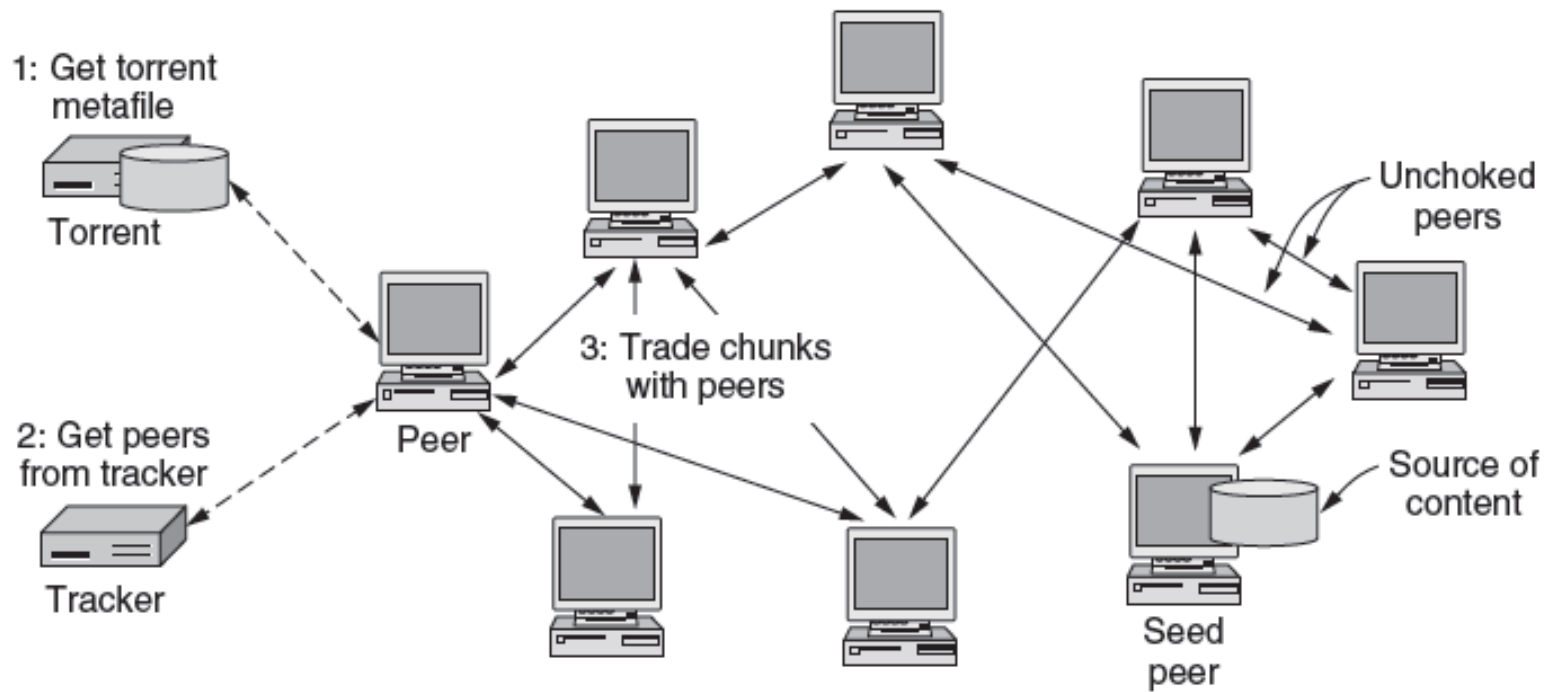 1: Get torrent
metafile
Torrent
2: Get peers
from tracker
Tracker
Peer
3: Trade chunks
with peers
Unchoked
peers
Source of
content
Seed
peer